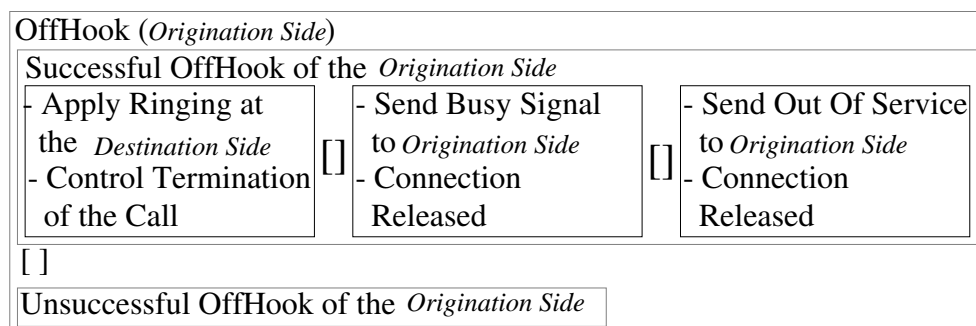 OffHook (Origination Side)
Successful OffHook of the Origination Side
- Apply Ringing at
the Destination Side
- Control Termination
of the Call
[]
- Send Busy Signal
to Origination Side
- Connection
Released
[]
- Send Out Of Service
to Origination Side
- Connection
Released
[ ]
Unsuccessful OffHook of the Origination Side